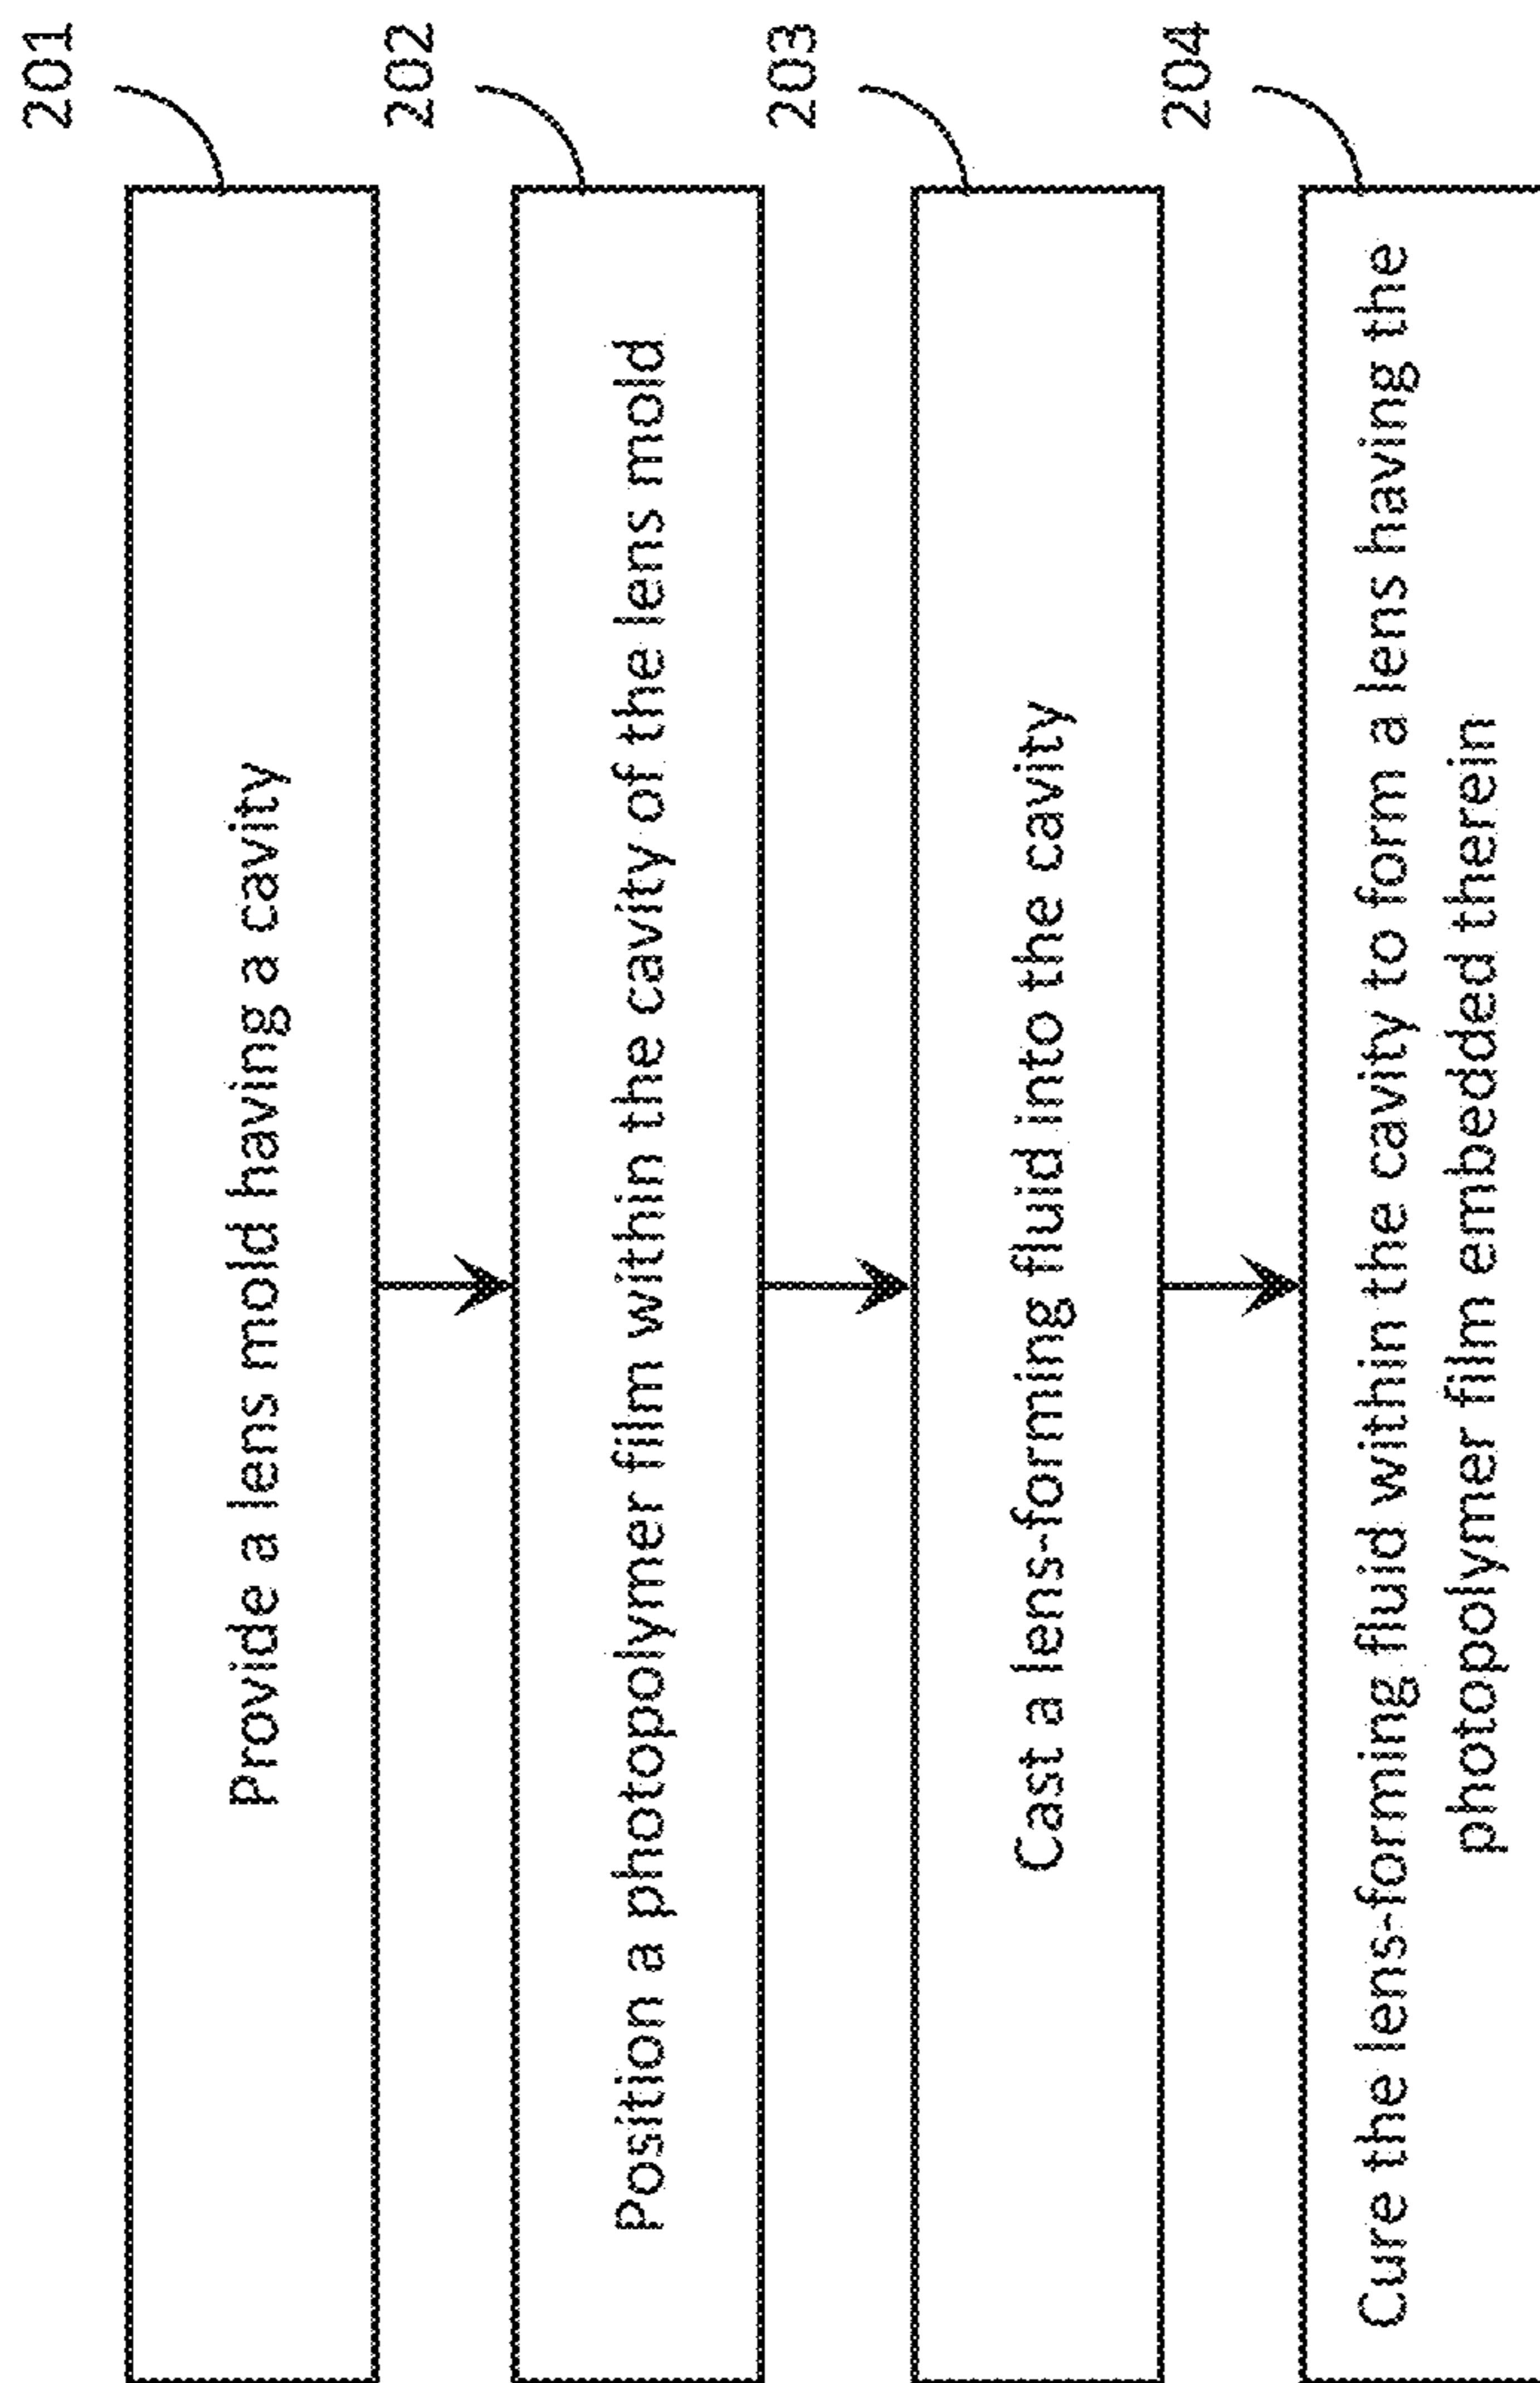 Provide a lens mold having a cavity
201
Position a photopolymer film within the cavity of the lens mold
202
Cast a lens-forming fluid into the cavity
203
Cure the lens-forming fluid within the cavity to form a lens having the
photopolymer film embedded therein
204